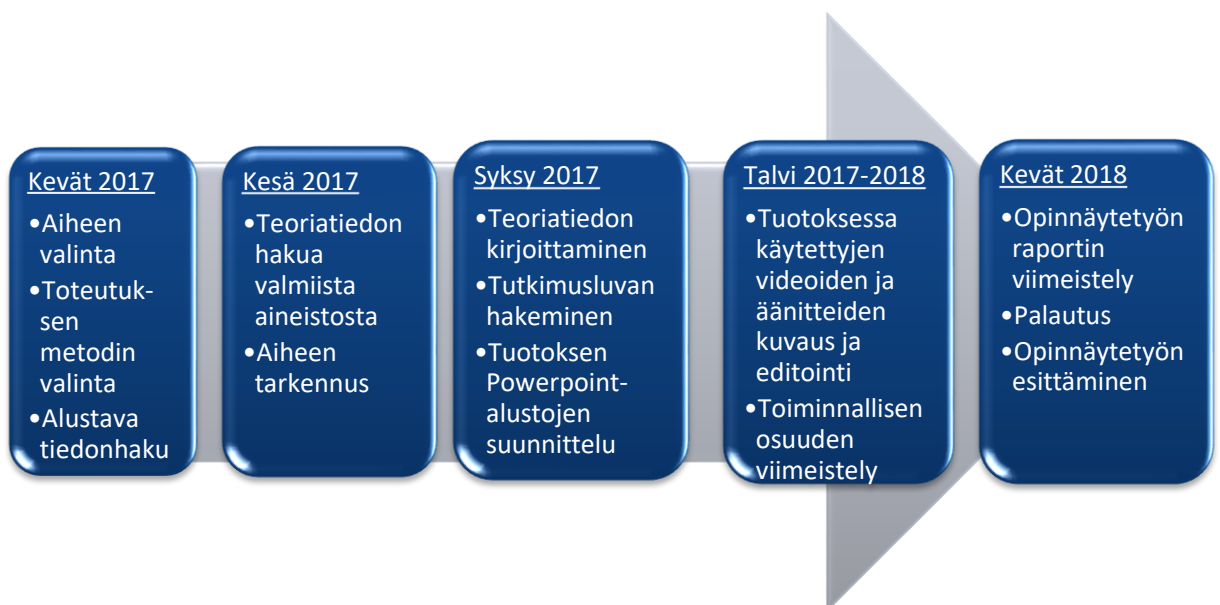 Kevät 2017
•Aiheen
valinta
•Toteutuk-
sen
metodin
valinta
•Alustava
tiedonhaku
Kesä 2017
•Teoriatiedon
hakua
valmiista
aineistosta
•Aiheen
tarkennus
Syksy 2017
•Teoriatiedon
kirjoittaminen
•Tutkimusluvan
hakeminen
•Tuotoksen
Powerpoint-
alustojen
suunnittelu
Talvi 2017-2018
•Tuotoksessa
käytettyjen
videoiden ja
äänitteiden
kuvaus ja
editointi
•Toiminnallisen
osuuden
viimeistely
Kevät 2018
•Opinnäytetyön
raportin
viimeistely
•Palautus
•Opinnäytetyön
esittäminen